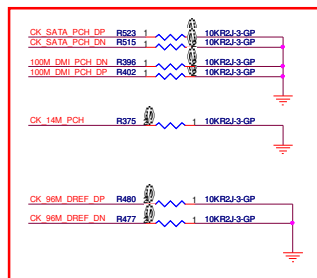 CK_SATA_PCH_DP R523 1 10KR2J-3-GP
CK_SATA_PCH_DN R515 1 10KR2J-3-GP
100M_DMI_PCH_DN R396 1 10KR2J-3-GP
100M_DMI_PCH_DP R402 1 10KR2J-3-GP
CK_14M_PCH R375 1 10KR2J-3-GP
CK_96M_DREF_DP R480 1 10KR2J-3-GP
CK_96M_DREF_DN R477 1 10KR2J-3-GP